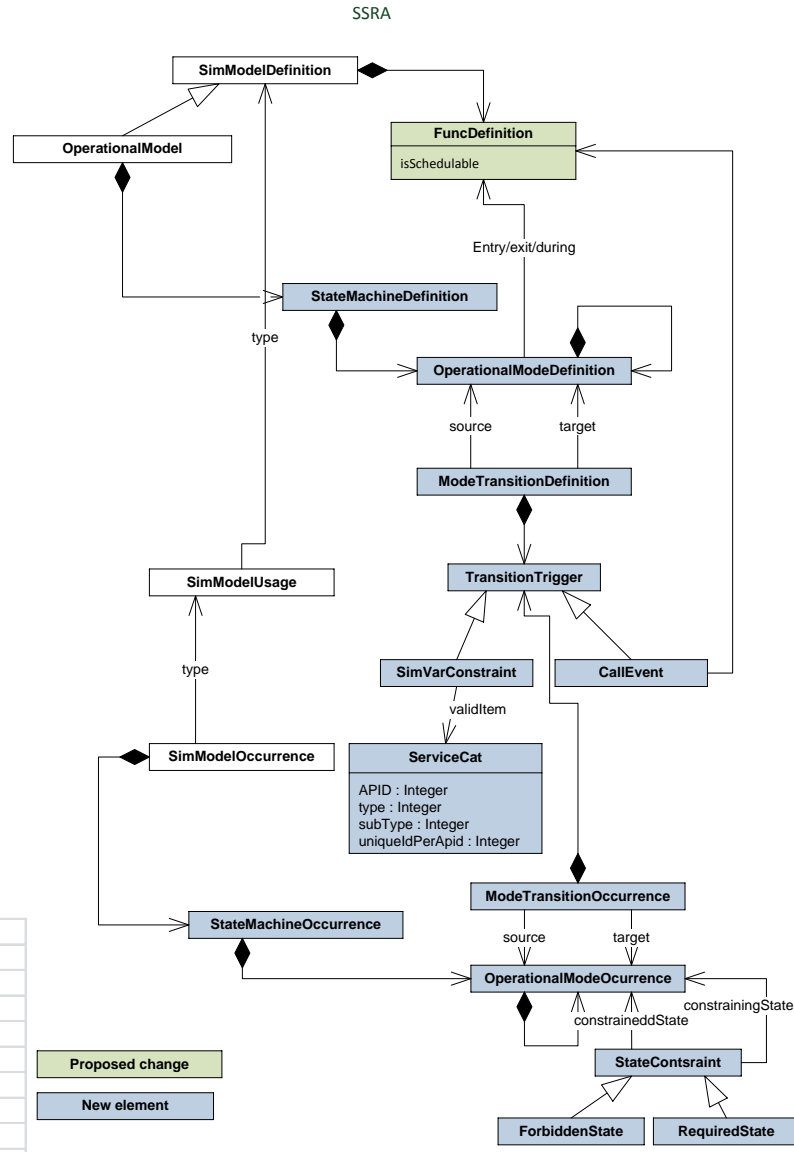 SSRA
SimModelDefinition
FuncDefinition
isSchedulable
OperationalModel
Entry/exit/during
StateMachineDefinition
type
OperationalModeDefinition
source
target
ModeTransitionDefinition
TransitionTrigger
SimModelUsage
SimVarConstraint
CallEvent
type
validItem
SimModelOccurrence
ServiceCat
APID : Integer
type : Integer
subType : Integer
uniqueIdPerApid : Integer
ModeTransitionOccurrence
StateMachineOccurrence
source
target
OperationalModeOcurrence
constrainingState
constraineddState
StateContsraint
Proposed change
New element
ForbiddenState
RequiredState